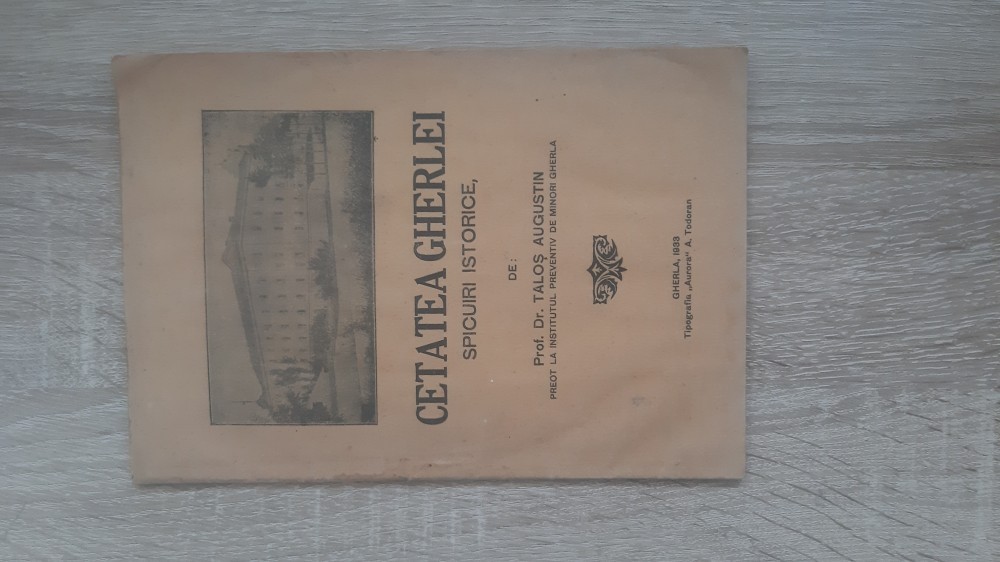 CETATEA GHERLEI
SPICUIRI ISTORICE,
DE:
Prof. Dr. TALOȘ AUGUSTIN
PREOT LA INSTITUTUL PREVENTIV DE MINORI GHERLA
GHERLA, 1933
Tipografia „Aurora" A. Todoran